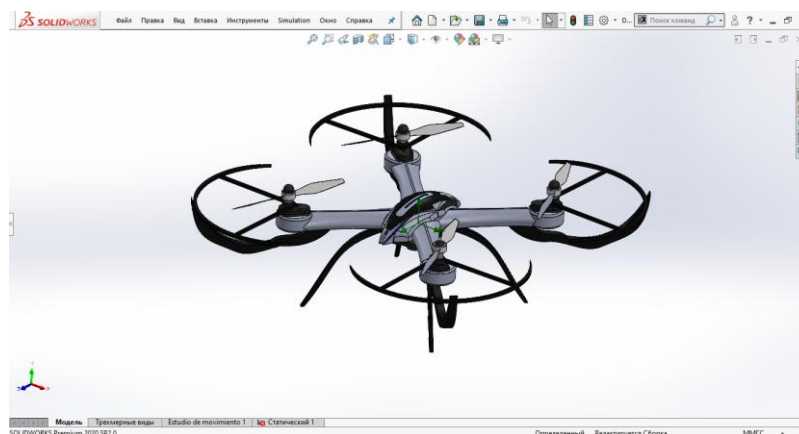 SOLIDWORKS Файл Правка Вид Вставка Инструменты Simulation Окно Справка D... Поиск команд
Модель Трехмерные виды Estudio de movimiento 1 Статический 1
SOLIDWORKS Premium 2020 SP2.0 Определенный Редактируется Сборка ММГС